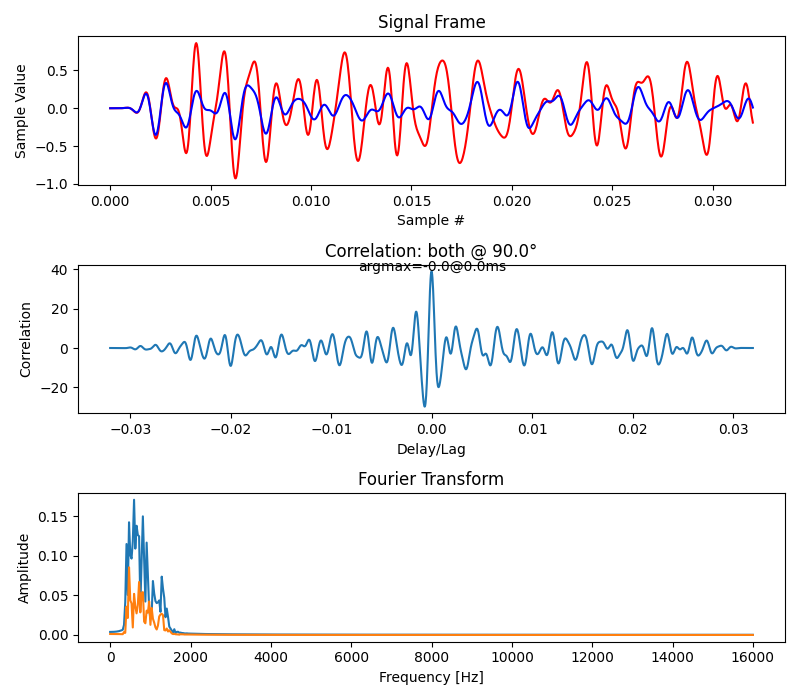 Signal Frame
Sample Value
0.5
0.0
−0.5
−1.0
0.000 0.005 0.010 0.015 0.020 0.025 0.030
Sample #
Correlation: both @ 90.0°
argmax=-0.0@0.0ms
Correlation
40
20
0
−20
−0.03 −0.02 −0.01 0.00 0.01 0.02 0.03
Delay/Lag
Fourier Transform
Amplitude
0.15
0.10
0.05
0.00
0 2000 4000 6000 8000 10000 12000 14000 16000
Frequency [Hz]